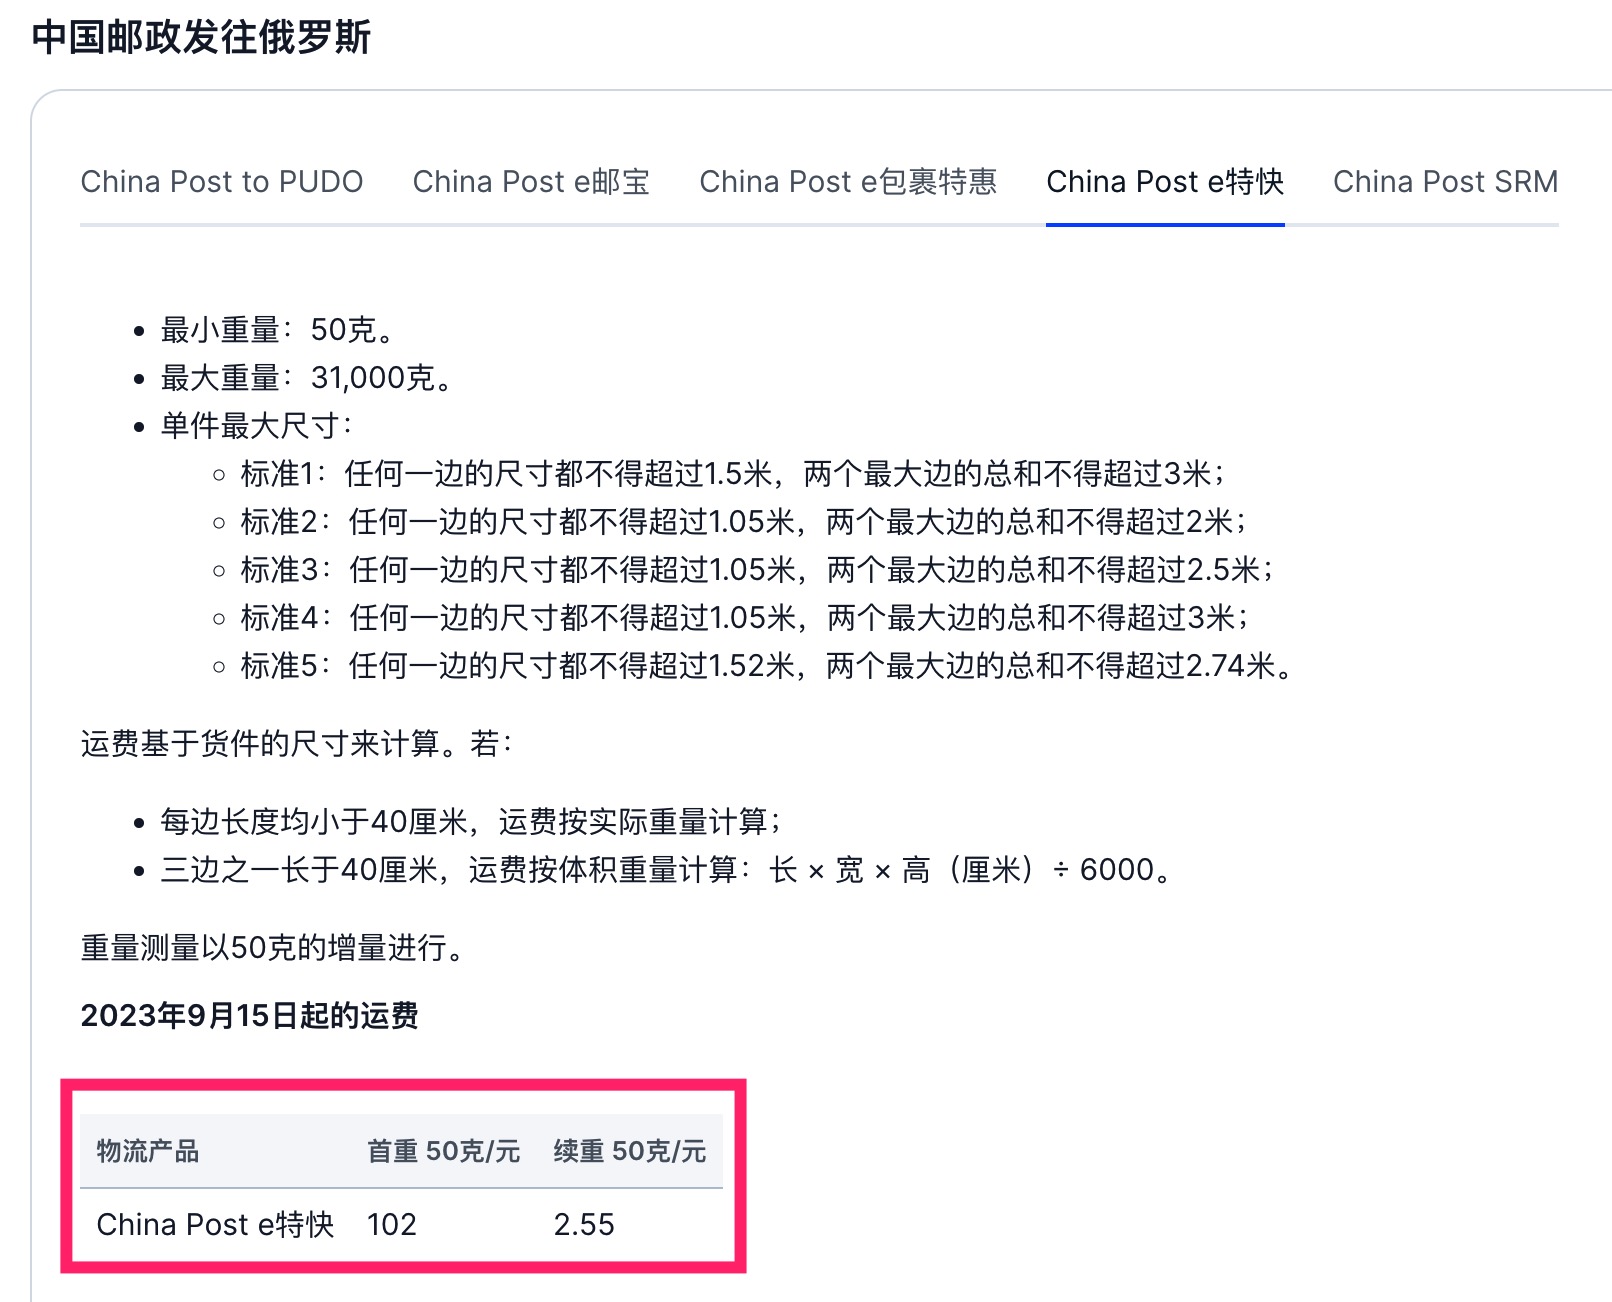 中国邮政发往俄罗斯
China Post to PUDO China Post e邮宝 China Post e包裹特惠 China Post e特快 China Post SRM
• 最小重量：50克。
• 最大重量：31,000克。
• 单件最大尺寸：
◦ 标准1：任何一边的尺寸都不得超过1.5米，两个最大边的总和不得超过3米；
◦ 标准2：任何一边的尺寸都不得超过1.05米，两个最大边的总和不得超过2米；
◦ 标准3：任何一边的尺寸都不得超过1.05米，两个最大边的总和不得超过2.5米；
◦ 标准4：任何一边的尺寸都不得超过1.05米，两个最大边的总和不得超过3米；
◦ 标准5：任何一边的尺寸都不得超过1.52米，两个最大边的总和不得超过2.74米。
运费基于货件的尺寸来计算。若：
• 每边长度均小于40厘米，运费按实际重量计算；
• 三边之一长于40厘米，运费按体积重量计算：长 × 宽 × 高（厘米）÷ 6000。
重量测量以50克的增量进行。
2023年9月15日起的运费
物流产品 首重 50克/元 续重 50克/元
China Post e特快 102 2.55